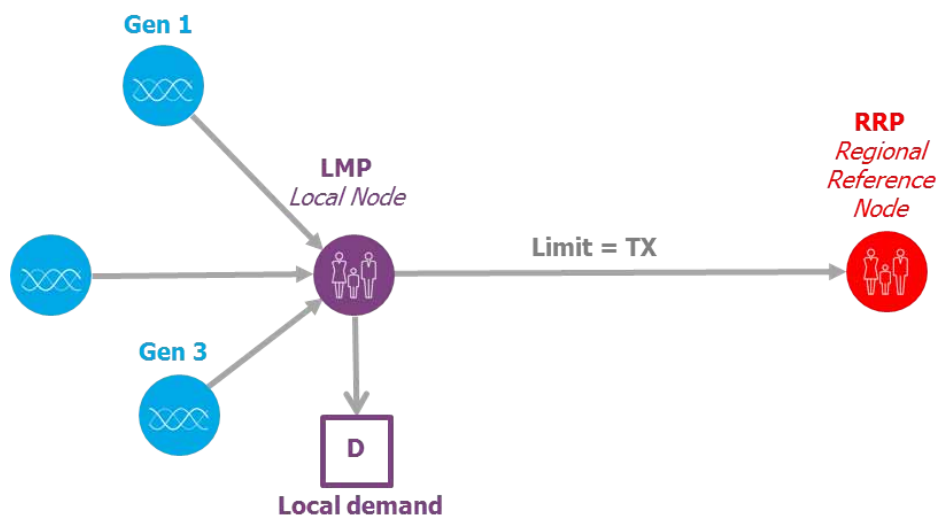 Gen 1
RRP
Regional
Reference
Node
LMP
Local Node
Limit = TX
Gen 3
D
Local demand